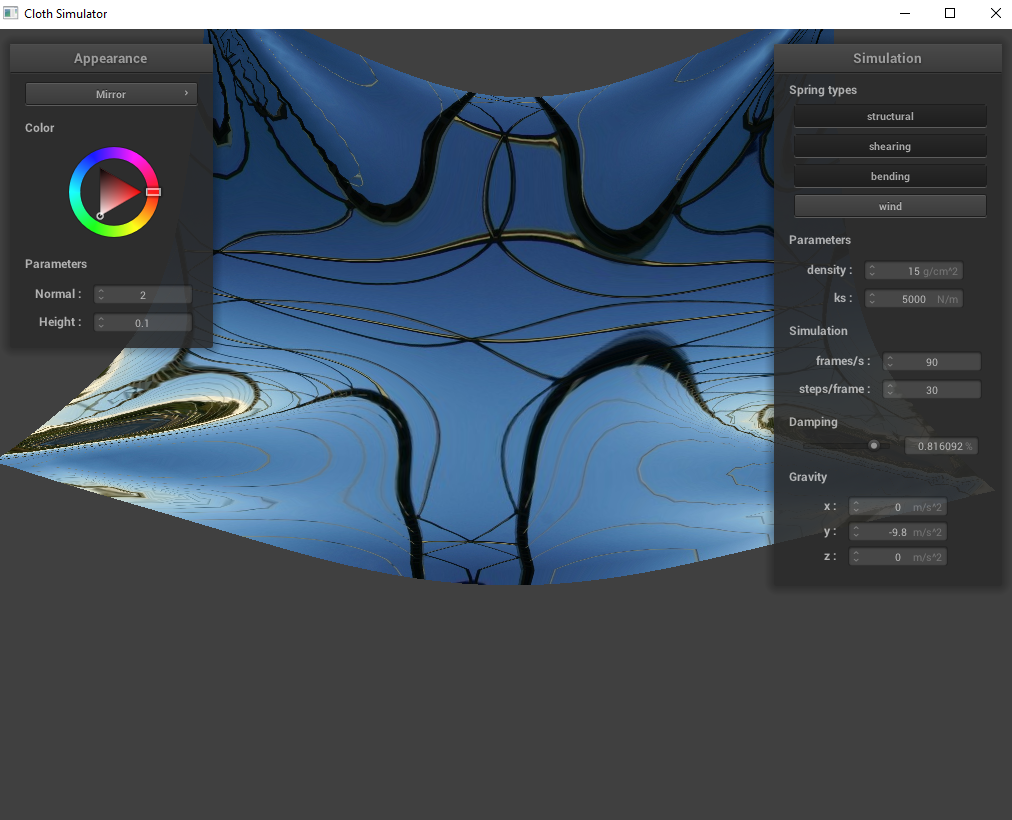 Cloth Simulator
Appearance
Mirror
Color
Parameters
Normal : 2
Height : 0.1
Simulation
Spring types
structural
shearing
bending
wind
Parameters
density : 15 g/cm^2
ks : 5000 N/m
Simulation
frames/s : 90
steps/frame : 30
Damping
0.816092 %
Gravity
x : 0 m/s^2
y : -9.8 m/s^2
z : 0 m/s^2